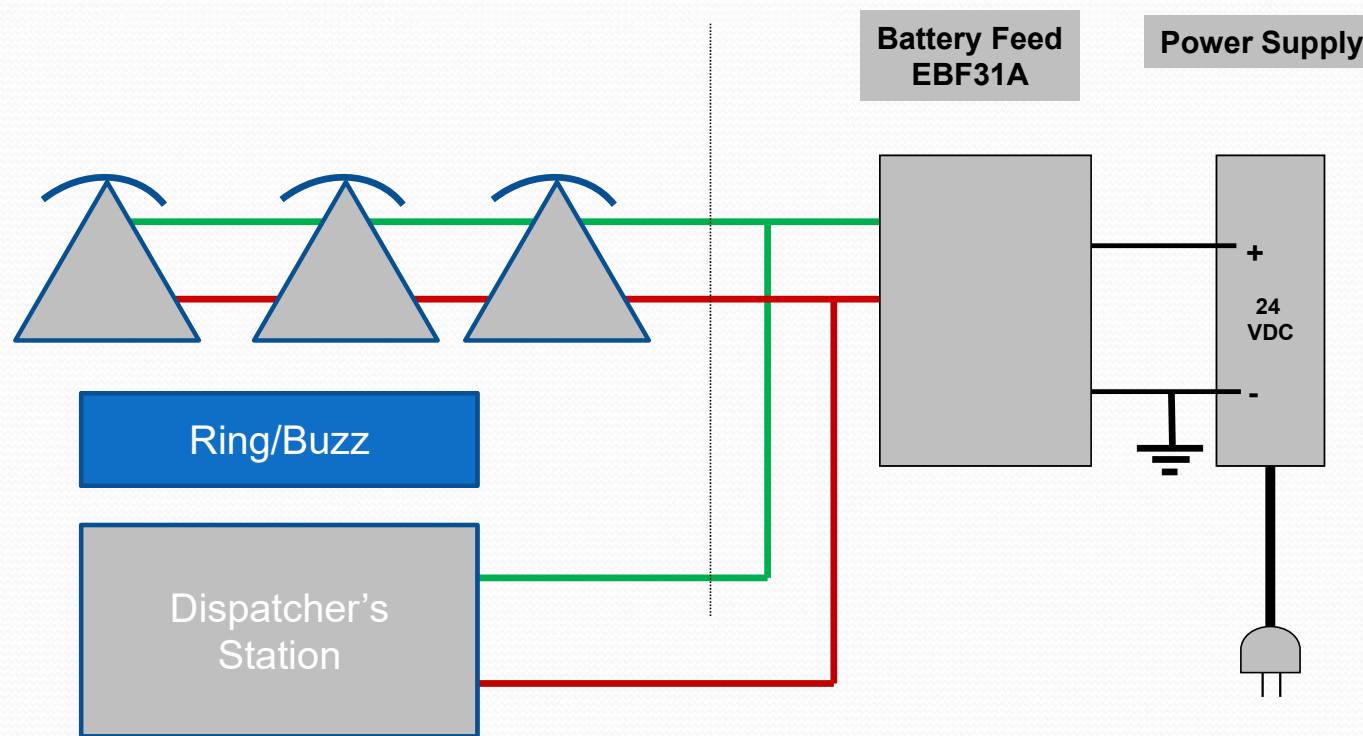 Battery Feed
EBF31A
Power Supply
+
24
VDC
-
Ring/Buzz
Dispatcher’s
Station